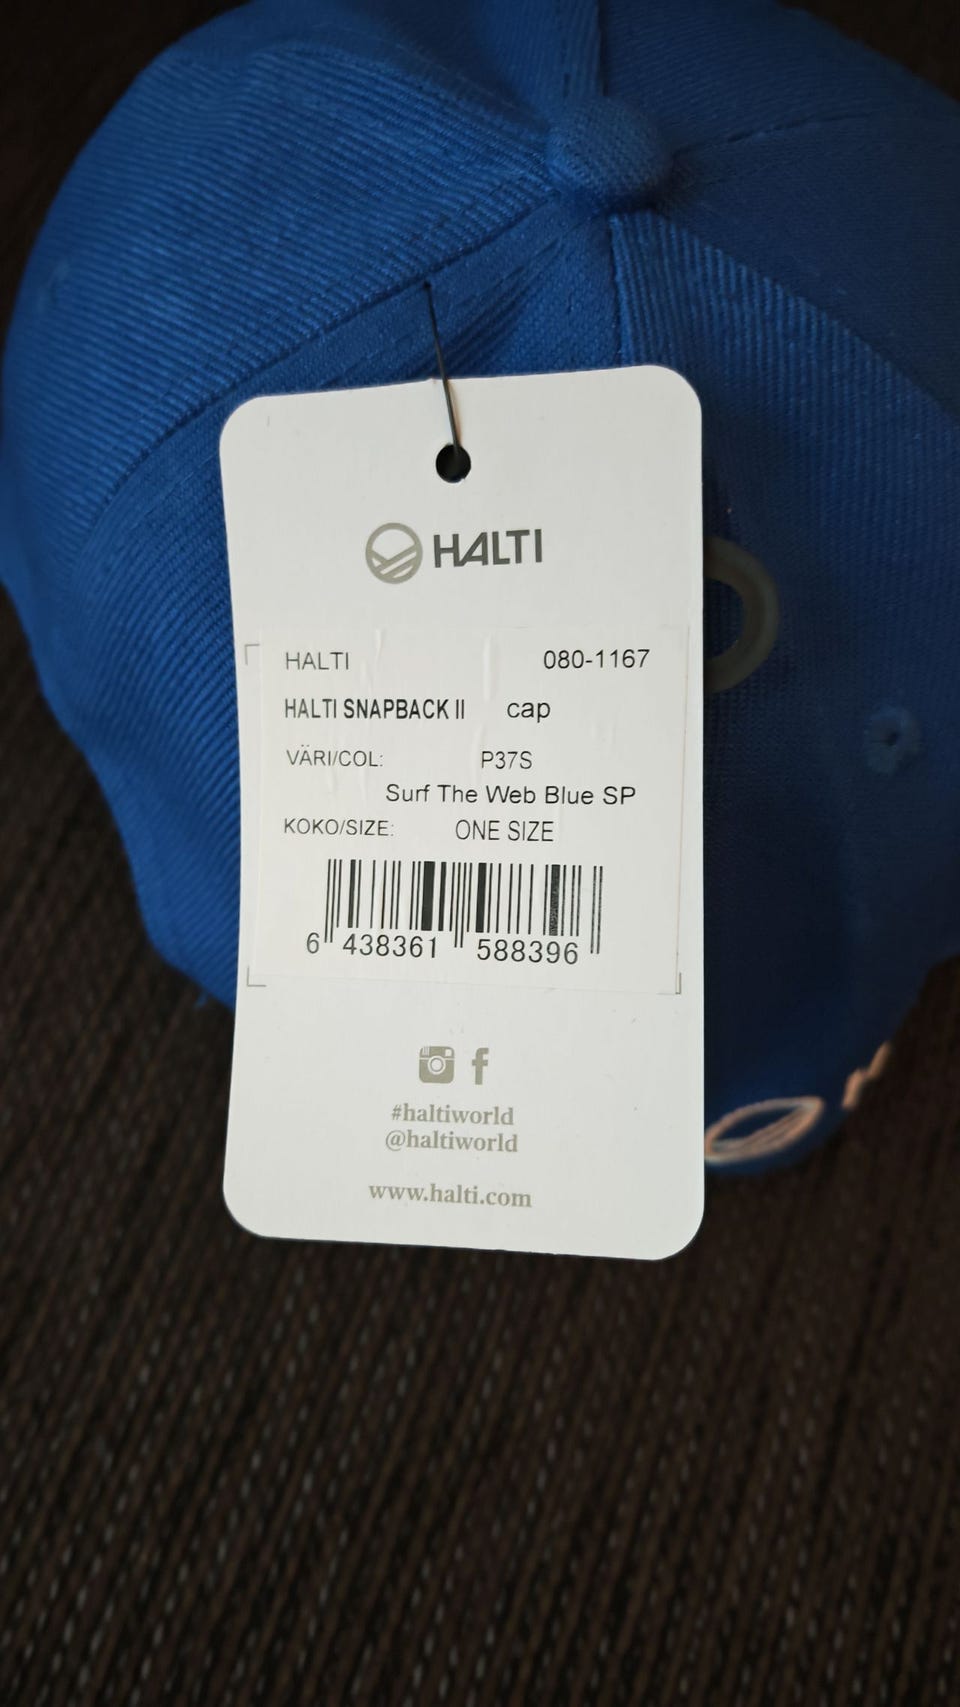 HALTI
HALTI 080-1167
HALTI SNAPBACK II cap
VÄRI/COL: P37S
Surf The Web Blue SP
KOKO/SIZE: ONE SIZE
6 438361 588396
#haltiworld
@haltiworld
www.halti.com